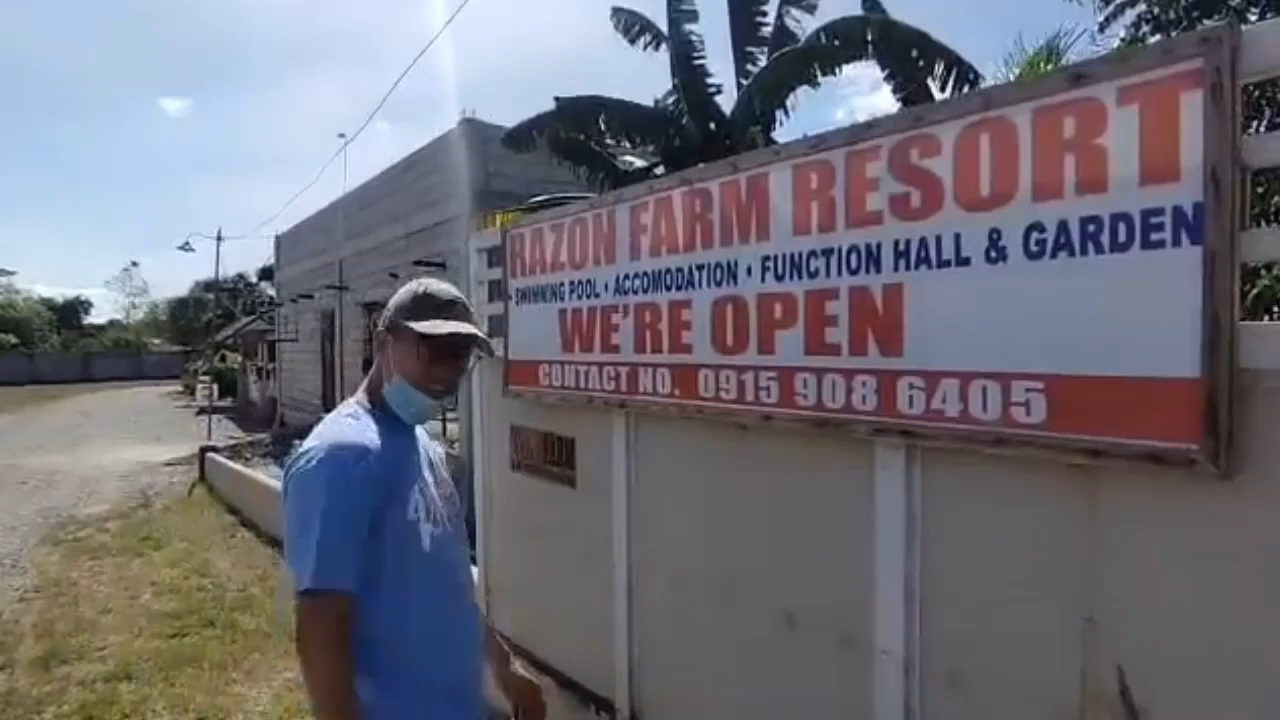 RAZON FARM RESORT
• SWIMMING POOL • ACCOMODATION • FUNCTION HALL & GARDEN
WE'RE OPEN
CONTACT NO. 0915 908 6405